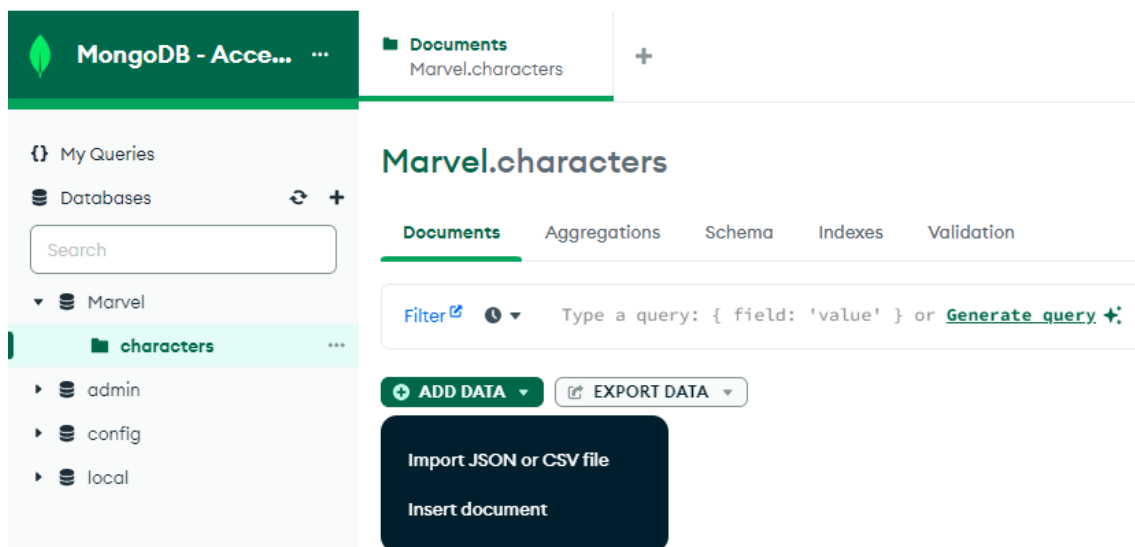 MongoDB - Acce... ...
Documents
Marvel.characters
+
{} My Queries
Databases
+
Search
Marvel
characters
...
admin
config
local
Marvel.characters
Documents Aggregations Schema Indexes Validation
Filter Type a query: { field: 'value' } or Generate query
ADD DATA EXPORT DATA
Import JSON or CSV file
Insert document